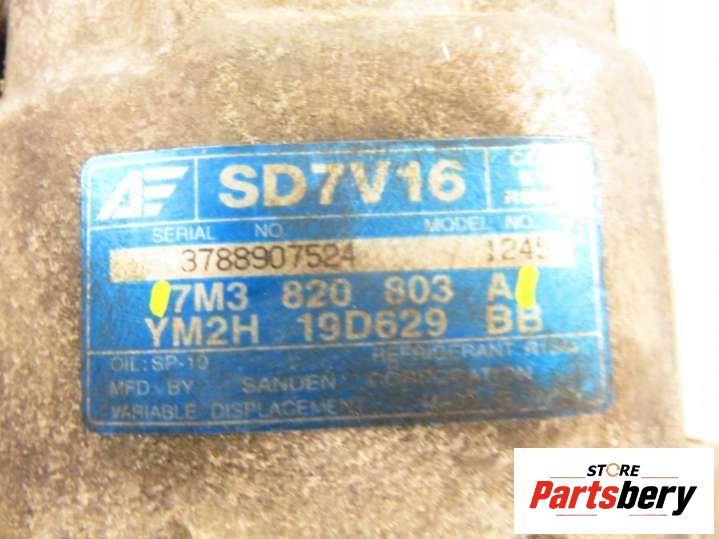 AE SD7V16
SERIAL NO. MODEL NO.
3788907524 1245
7M3 820 803 A
YM2H 19D629 BB
OIL: SP-10 REFRIGERANT
MFD. BY SANDEN CORPORATION
VARIABLE DISPLACEMENT
STORE
Partsbery